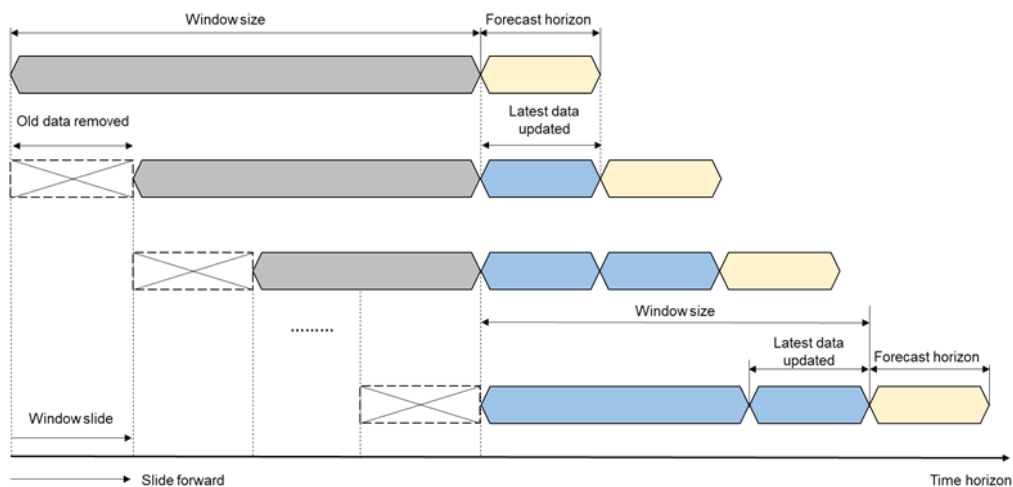 Window size
Forecast horizon
Old data removed
Latest data
updated
.........
Window size
Latest data
updated
Forecast horizon
Window slide
Slide forward
Time horizon